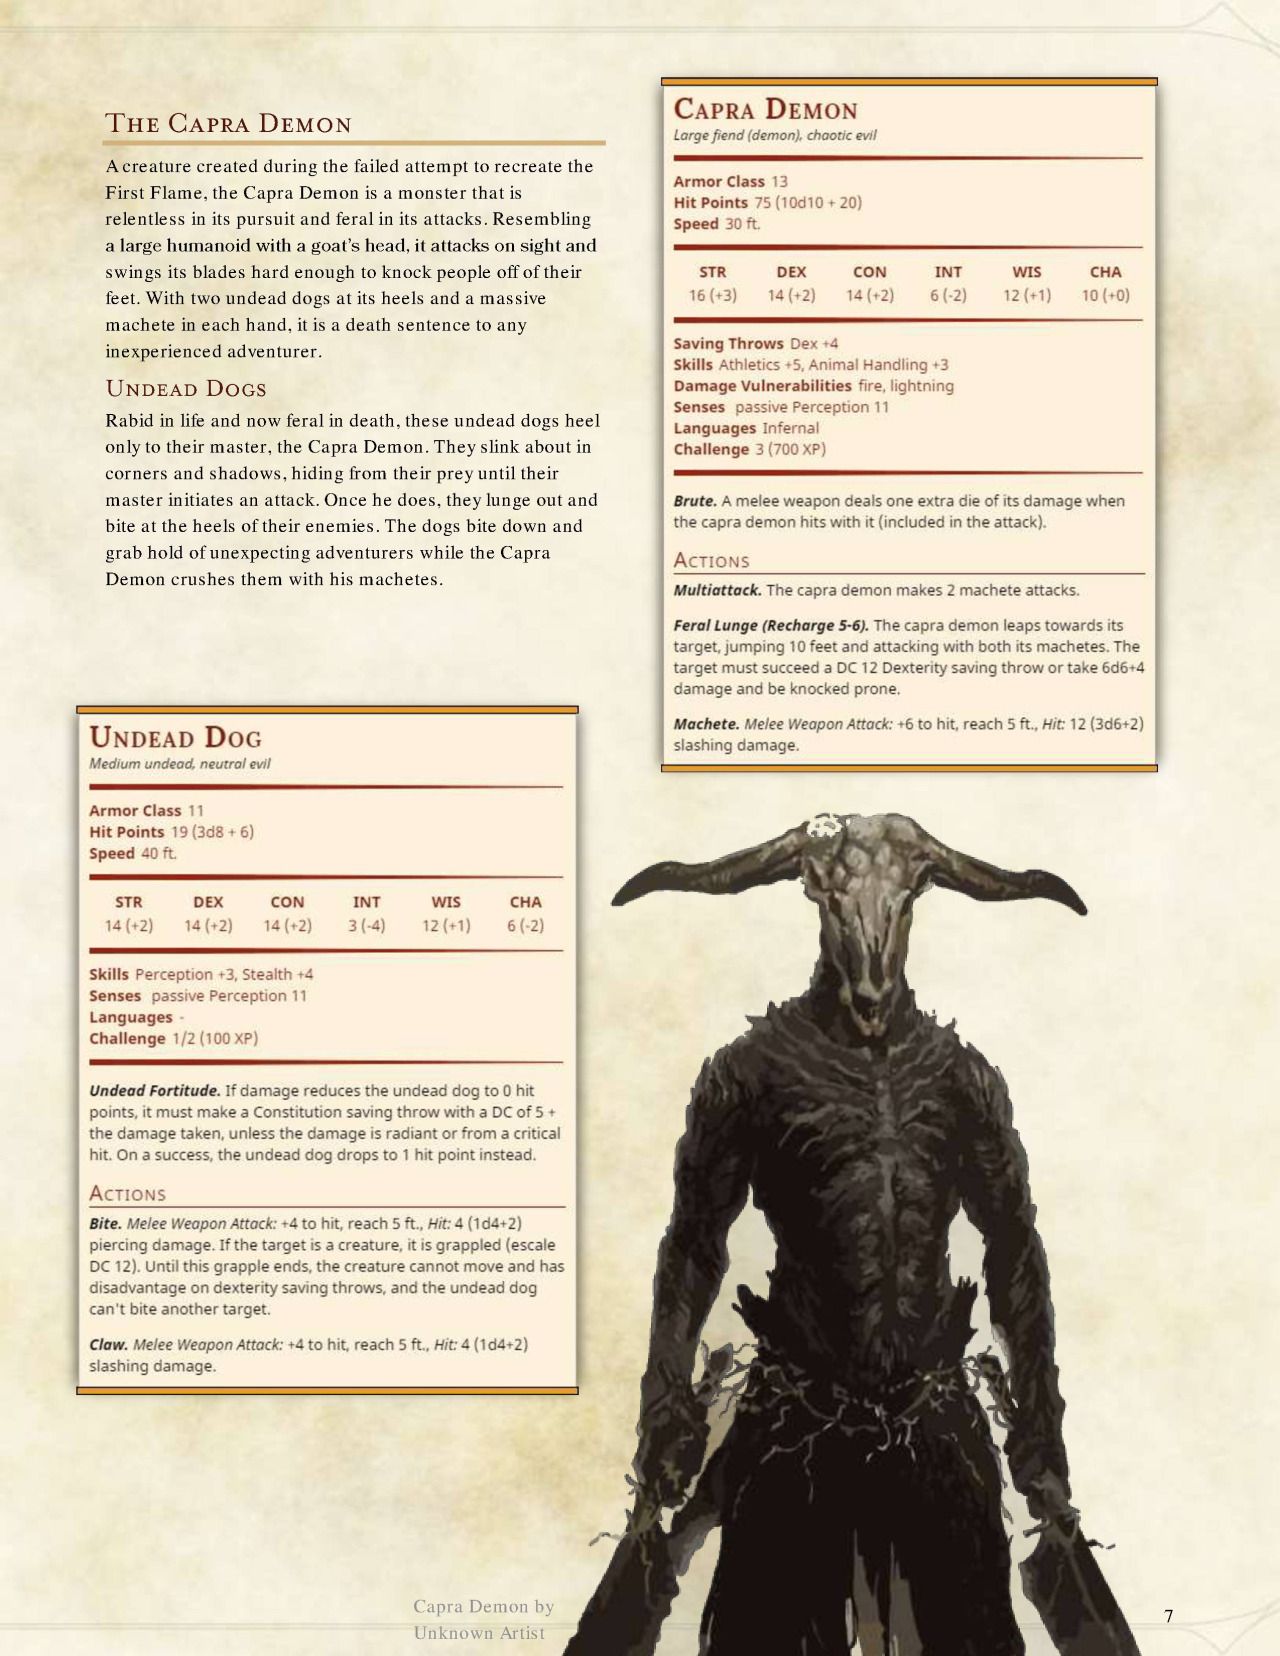 The Capra Demon
A creature created during the failed attempt to recreate the
First Flame, the Capra Demon is a monster that is
relentless in its pursuit and feral in its attacks. Resembling
a large humanoid with a goat's head, it attacks on sight and
swings its blades hard enough to knock people off of their
feet. With two undead dogs at its heels and a massive
machete in each hand, it is a death sentence to any
inexperienced adventurer.
Undead Dogs
Rabid in life and now feral in death, these undead dogs heel
only to their master, the Capra Demon. They slink about in
corners and shadows, hiding from their prey until their
master initiates an attack. Once he does, they lunge out and
bite at the heels of their enemies. The dogs bite down and
grab hold of unexpecting adventurers while the Capra
Demon crushes them with his machetes.
Undead Dog
Medium undead, neutral evil
Armor Class 11
Hit Points 19 (3d8 + 6)
Speed 40 ft.
STR DEX CON INT WIS CHA
14 (+2) 14 (+2) 14 (+2) 3 (-4) 12 (+1) 6 (-2)
Skills Perception +3, Stealth +4
Senses passive Perception 11
Languages -
Challenge 1/2 (100 XP)
Undead Fortitude. If damage reduces the undead dog to 0 hit
points, it must make a Constitution saving throw with a DC of 5 +
the damage taken, unless the damage is radiant or from a critical
hit. On a success, the undead dog drops to 1 hit point instead.
Actions
Bite. Melee Weapon Attack: +4 to hit, reach 5 ft., Hit: 4 (1d4+2)
piercing damage. If the target is a creature, it is grappled (escale
DC 12). Until this grapple ends, the creature cannot move and has
disadvantage on dexterity saving throws, and the undead dog
can't bite another target.
Claw. Melee Weapon Attack: +4 to hit, reach 5 ft., Hit: 4 (1d4+2)
slashing damage.
Capra Demon
Large fiend (demon), chaotic evil
Armor Class 13
Hit Points 75 (10d10 + 20)
Speed 30 ft.
STR DEX CON INT WIS CHA
16 (+3) 14 (+2) 14 (+2) 6 (-2) 12 (+1) 10 (+0)
Saving Throws Dex +4
Skills Athletics +5, Animal Handling +3
Damage Vulnerabilities fire, lightning
Senses passive Perception 11
Languages Infernal
Challenge 3 (700 XP)
Brute. A melee weapon deals one extra die of its damage when
the capra demon hits with it (included in the attack).
Actions
Multiattack. The capra demon makes 2 machete attacks.
Feral Lunge (Recharge 5-6). The capra demon leaps towards its
target, jumping 10 feet and attacking with both its machetes. The
target must succeed a DC 12 Dexterity saving throw or take 6d6+4
damage and be knocked prone.
Machete. Melee Weapon Attack: +6 to hit, reach 5 ft., Hit: 12 (3d6+2)
slashing damage.
Capra Demon by
Unknown Artist
7